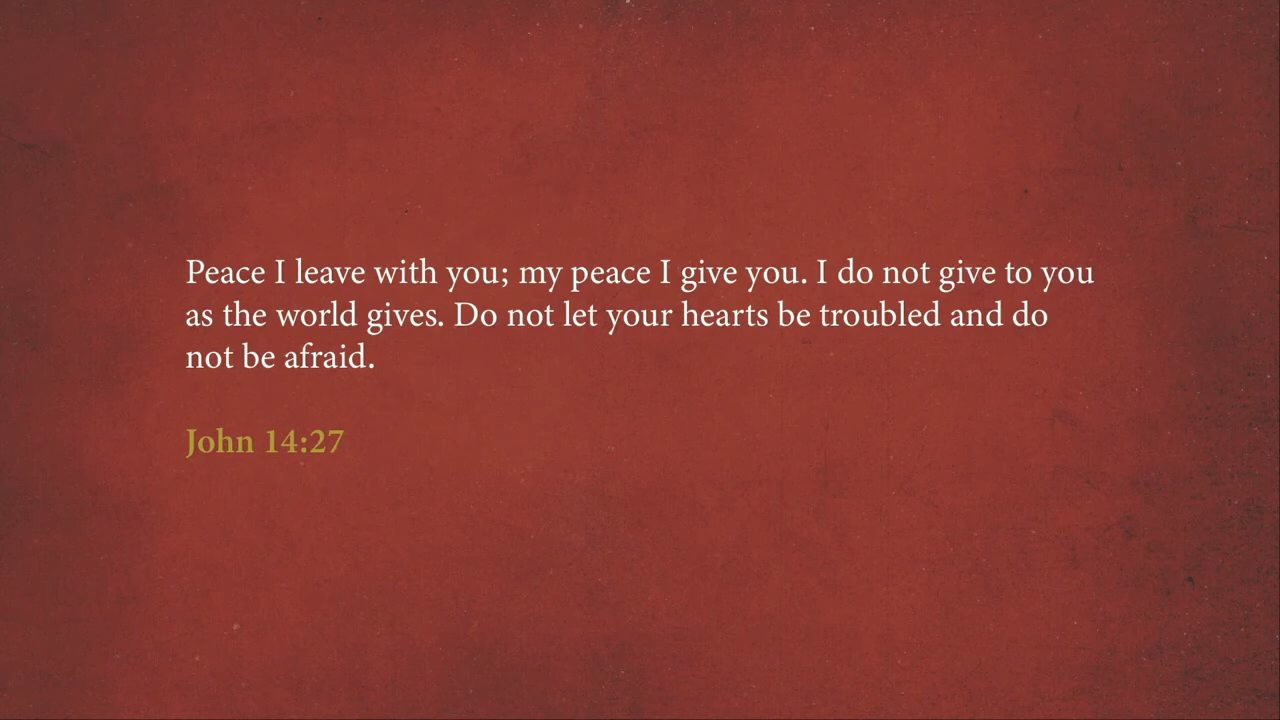 Peace I leave with you; my peace I give you. I do not give to you
as the world gives. Do not let your hearts be troubled and do
not be afraid.
John 14:27